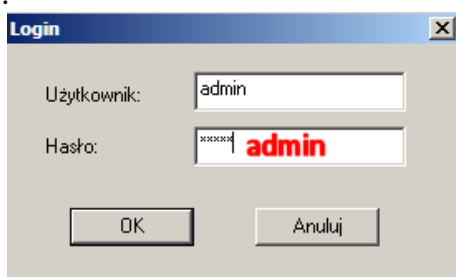 :
Login
Użytkownik: admin
Hasło: ***** admin
OK Anuluj